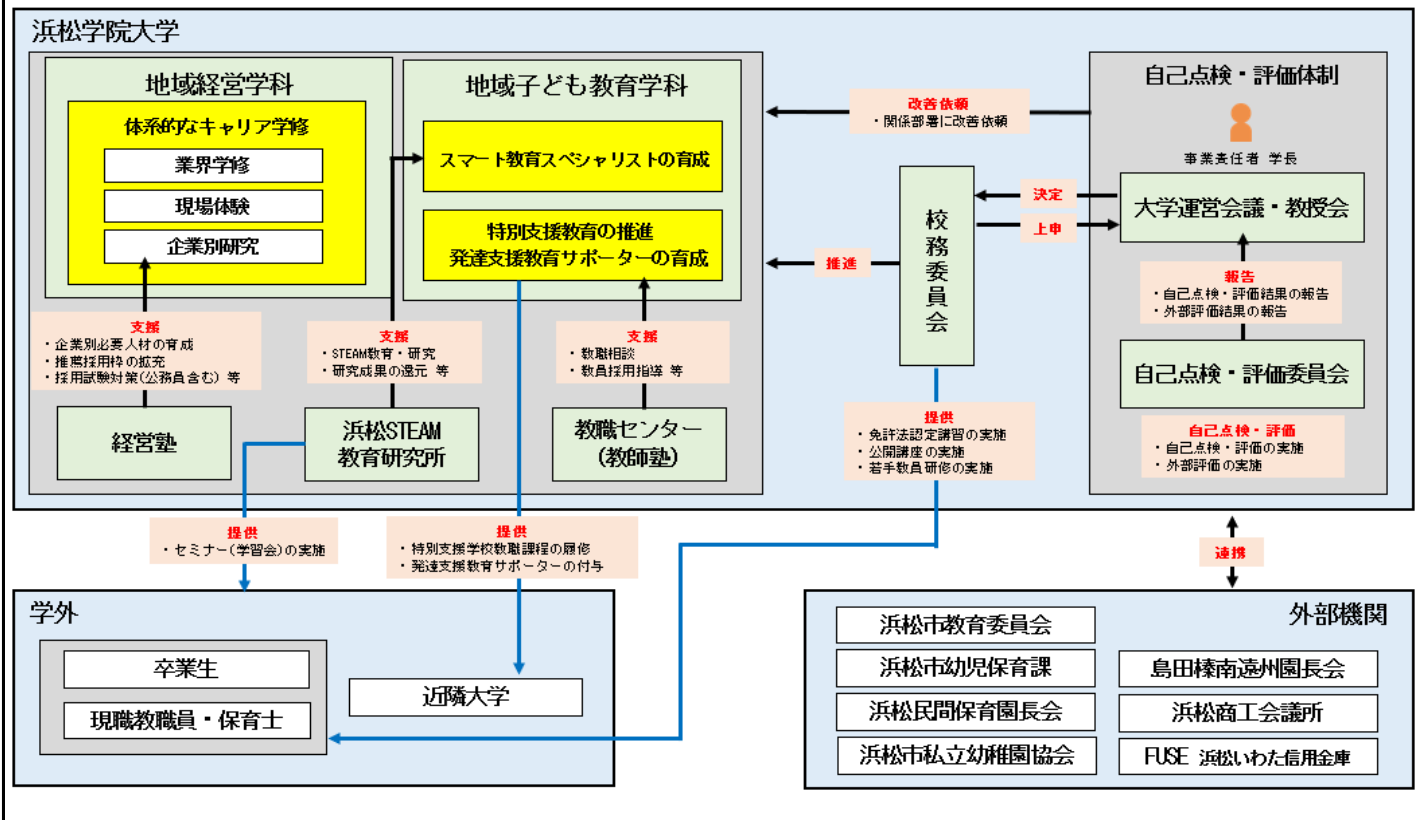 浜松学院大学
地域経営学科
体系的なキャリア学修
業界学修
現場体験
企業別研究
支援
・企業別必要人材の育成
・推薦採用枠の拡充
・採用試験対策(公務員含む) 等
経営塾
地域子ども教育学科
スマート教育スペシャリストの育成
特別支援教育の推進
発達支援教育サポーターの育成
支援
・STEAM教育・研究
・研究成果の還元 等
浜松STEAM
教育研究所
支援
・教職相談
・教員採用指導 等
教職センター
(教師塾)
改善依頼
・関係部署に改善依頼
推進
校務委員会
決定
上申
自己点検・評価体制
事業責任者 学長
大学運営会議・教授会
報告
・自己点検・評価結果の報告
・外部評価結果の報告
自己点検・評価委員会
自己点検・評価
・自己点検・評価の実施
・外部評価の実施
提供
・免許法認定講習の実施
・公開講座の実施
・若手教員研修の実施
提供
・セミナー(学習会)の実施
提供
・特別支援学校教職課程の履修
・発達支援教育サポーターの付与
連携
学外
卒業生
現職教職員・保育士
近隣大学
外部機関
浜松市教育委員会
浜松市幼児保育課
浜松民間保育園長会
浜松市私立幼稚園協会
島田榛南遠州園長会
浜松商工会議所
FUSE 浜松いわた信用金庫